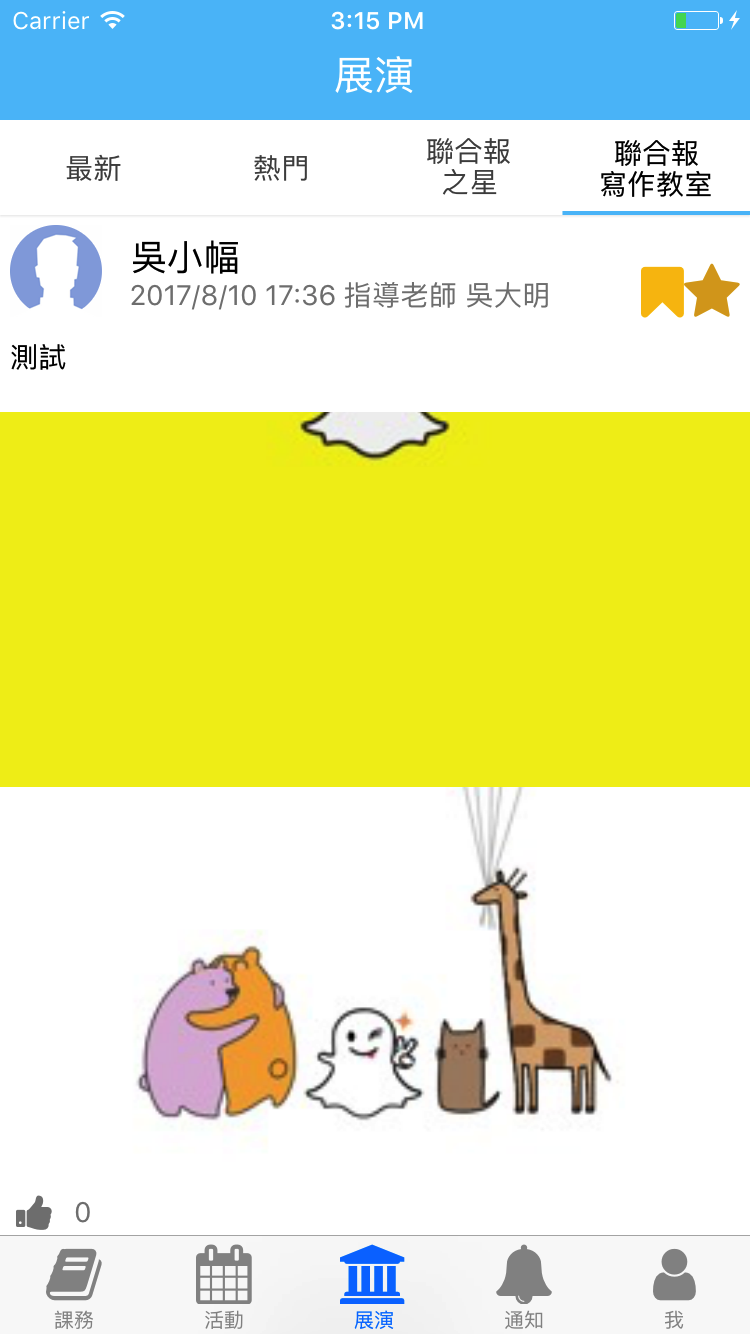 Carrier 3:15 PM
展演
最新 熱門 聯合報
之星 聯合報
寫作教室
吳小幅
2017/8/10 17:36 指導老師 吳大明
測試
0
課務 活動 展演 通知 我